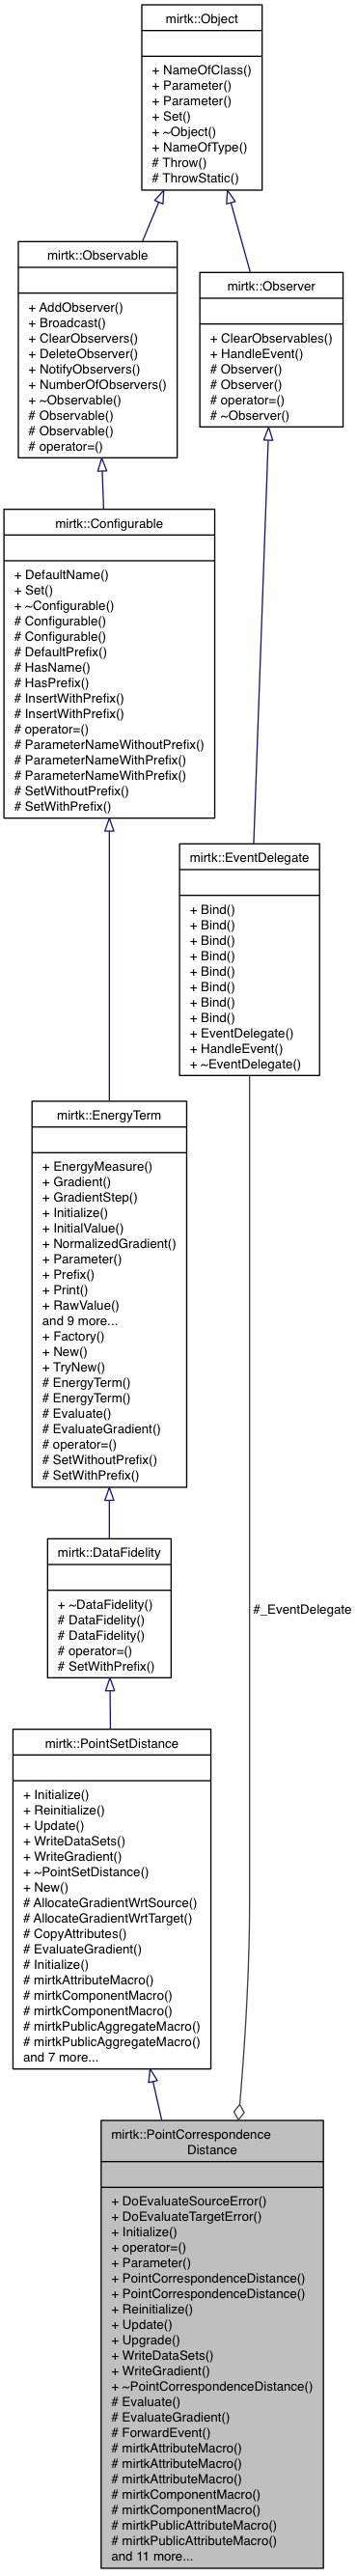 mirtk::Object
+ NameOfClass()
+ Parameter()
+ Parameter()
+ Set()
+ ~Object()
+ NameOfType()
# Throw()
# ThrowStatic()
mirtk::Observable
+ AddObserver()
+ Broadcast()
+ ClearObservers()
+ DeleteObserver()
+ NotifyObservers()
+ NumberOfObservers()
+ ~Observable()
# Observable()
# Observable()
# operator=()
mirtk::Observer
+ ClearObservables()
+ HandleEvent()
# Observer()
# Observer()
# operator=()
# ~Observer()
mirtk::Configurable
+ DefaultName()
+ Set()
+ ~Configurable()
# Configurable()
# Configurable()
# DefaultPrefix()
# HasName()
# HasPrefix()
# InsertWithPrefix()
# InsertWithPrefix()
# operator=()
# ParameterNameWithoutPrefix()
# ParameterNameWithPrefix()
# ParameterNameWithPrefix()
# SetWithoutPrefix()
# SetWithPrefix()
mirtk::EventDelegate
+ Bind()
+ Bind()
+ Bind()
+ Bind()
+ Bind()
+ Bind()
+ Bind()
+ Bind()
+ EventDelegate()
+ HandleEvent()
+ ~EventDelegate()
mirtk::EnergyTerm
+ EnergyMeasure()
+ Gradient()
+ GradientStep()
+ Initialize()
+ InitialValue()
+ NormalizedGradient()
+ Parameter()
+ Prefix()
+ Print()
+ RawValue()
and 9 more...
+ Factory()
+ New()
+ TryNew()
# EnergyTerm()
# EnergyTerm()
# Evaluate()
# EvaluateGradient()
# operator=()
# SetWithoutPrefix()
# SetWithPrefix()
mirtk::DataFidelity
+ ~DataFidelity()
# DataFidelity()
# DataFidelity()
# operator=()
# SetWithPrefix()
#_EventDelegate
mirtk::PointSetDistance
+ Initialize()
+ Reinitialize()
+ Update()
+ WriteDataSets()
+ WriteGradient()
+ ~PointSetDistance()
+ New()
# AllocateGradientWrtSource()
# AllocateGradientWrtTarget()
# CopyAttributes()
# EvaluateGradient()
# Initialize()
# mirtkAttributeMacro()
# mirtkComponentMacro()
# mirtkComponentMacro()
# mirtkPublicAggregateMacro()
# mirtkPublicAggregateMacro()
and 7 more...
mirtk::PointCorrespondence
Distance
+ DoEvaluateSourceError()
+ DoEvaluateTargetError()
+ Initialize()
+ operator=()
+ Parameter()
+ PointCorrespondenceDistance()
+ PointCorrespondenceDistance()
+ Reinitialize()
+ Update()
+ Upgrade()
+ WriteDataSets()
+ WriteGradient()
+ ~PointCorrespondenceDistance()
# Evaluate()
# EvaluateGradient()
# ForwardEvent()
# mirtkAttributeMacro()
# mirtkAttributeMacro()
# mirtkAttributeMacro()
# mirtkComponentMacro()
# mirtkComponentMacro()
# mirtkPublicAttributeMacro()
# mirtkPublicAttributeMacro()
and 11 more...